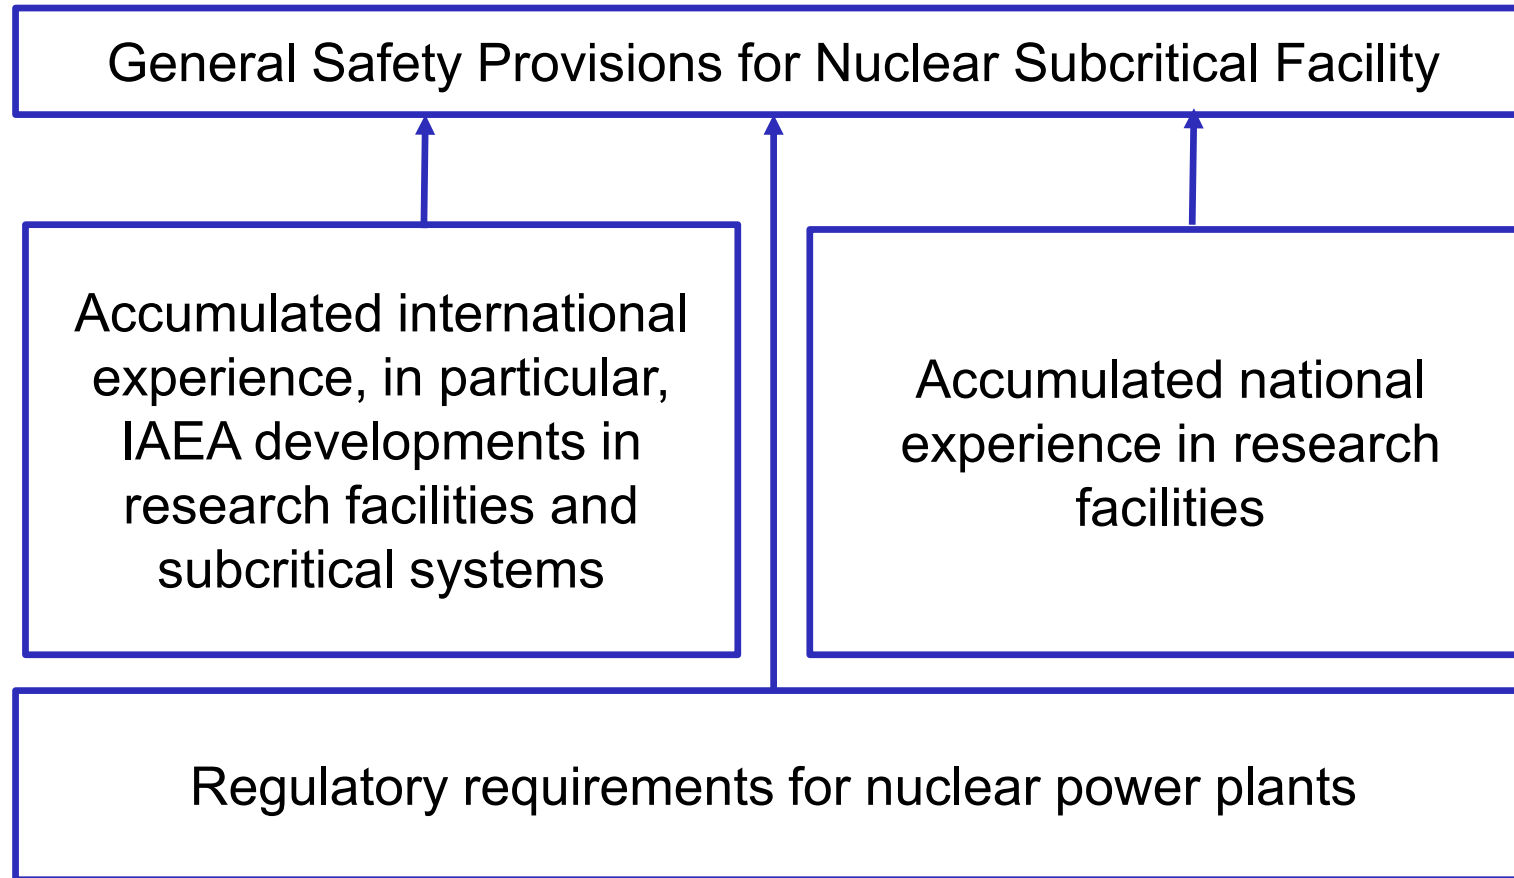 General Safety Provisions for Nuclear Subcritical Facility
Accumulated international
experience, in particular,
IAEA developments in
research facilities and
subcritical systems
Accumulated national
experience in research
facilities
Regulatory requirements for nuclear power plants